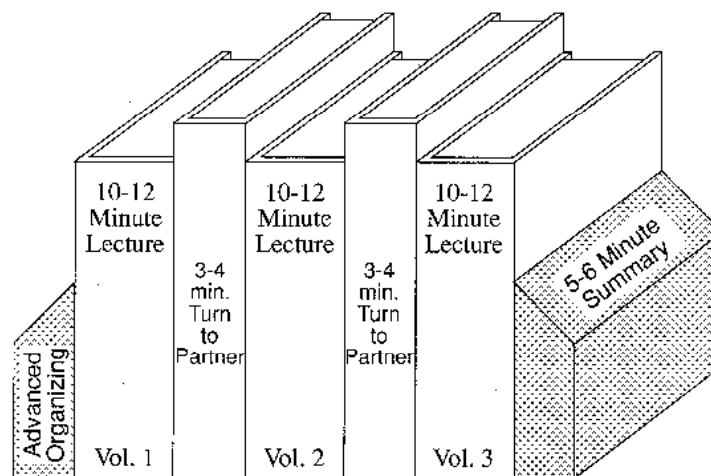 Advanced
Organizing
10-12
Minute
Lecture
Vol. 1
3-4
min.
Turn
to
Partner
10-12
Minute
Lecture
Vol. 2
3-4
min.
Turn
to
Partner
10-12
Minute
Lecture
Vol. 3
5-6 Minute
Summary